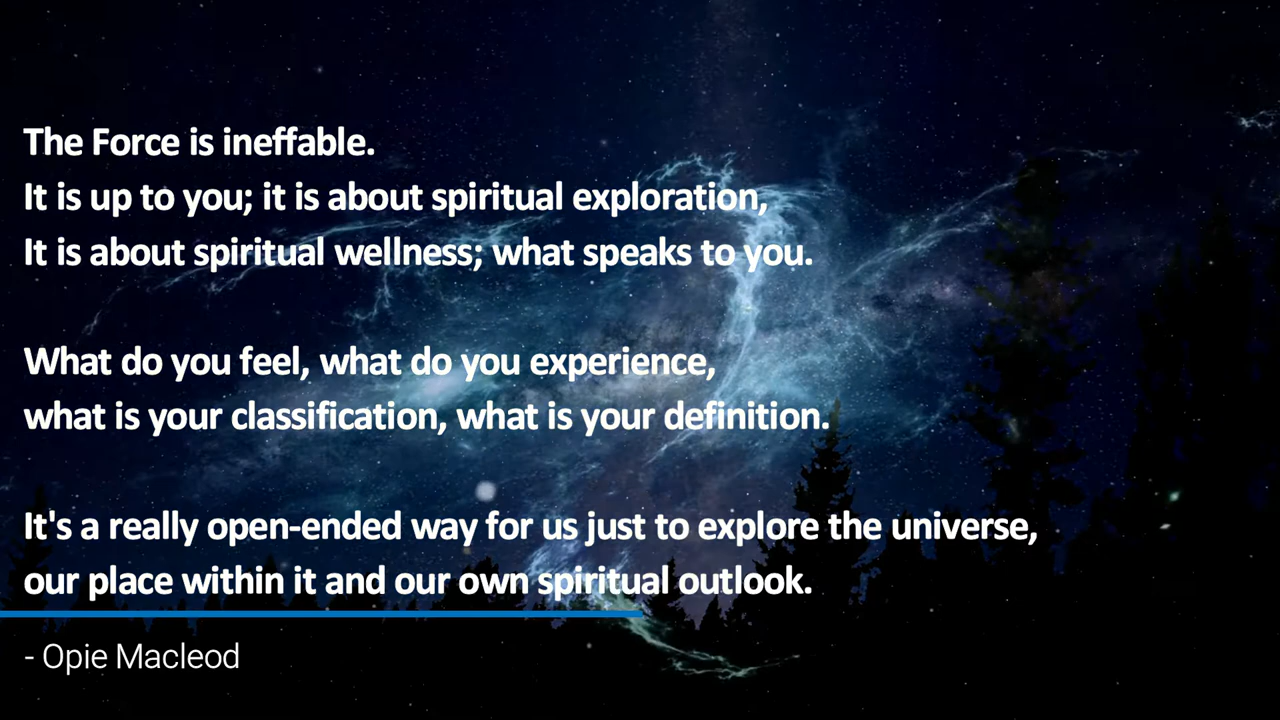 The Force is ineffable.
It is up to you; it is about spiritual exploration,
It is about spiritual wellness; what speaks to you.
What do you feel, what do you experience,
what is your classification, what is your definition.
It's a really open-ended way for us just to explore the universe,
our place within it and our own spiritual outlook.
- Opie Macleod